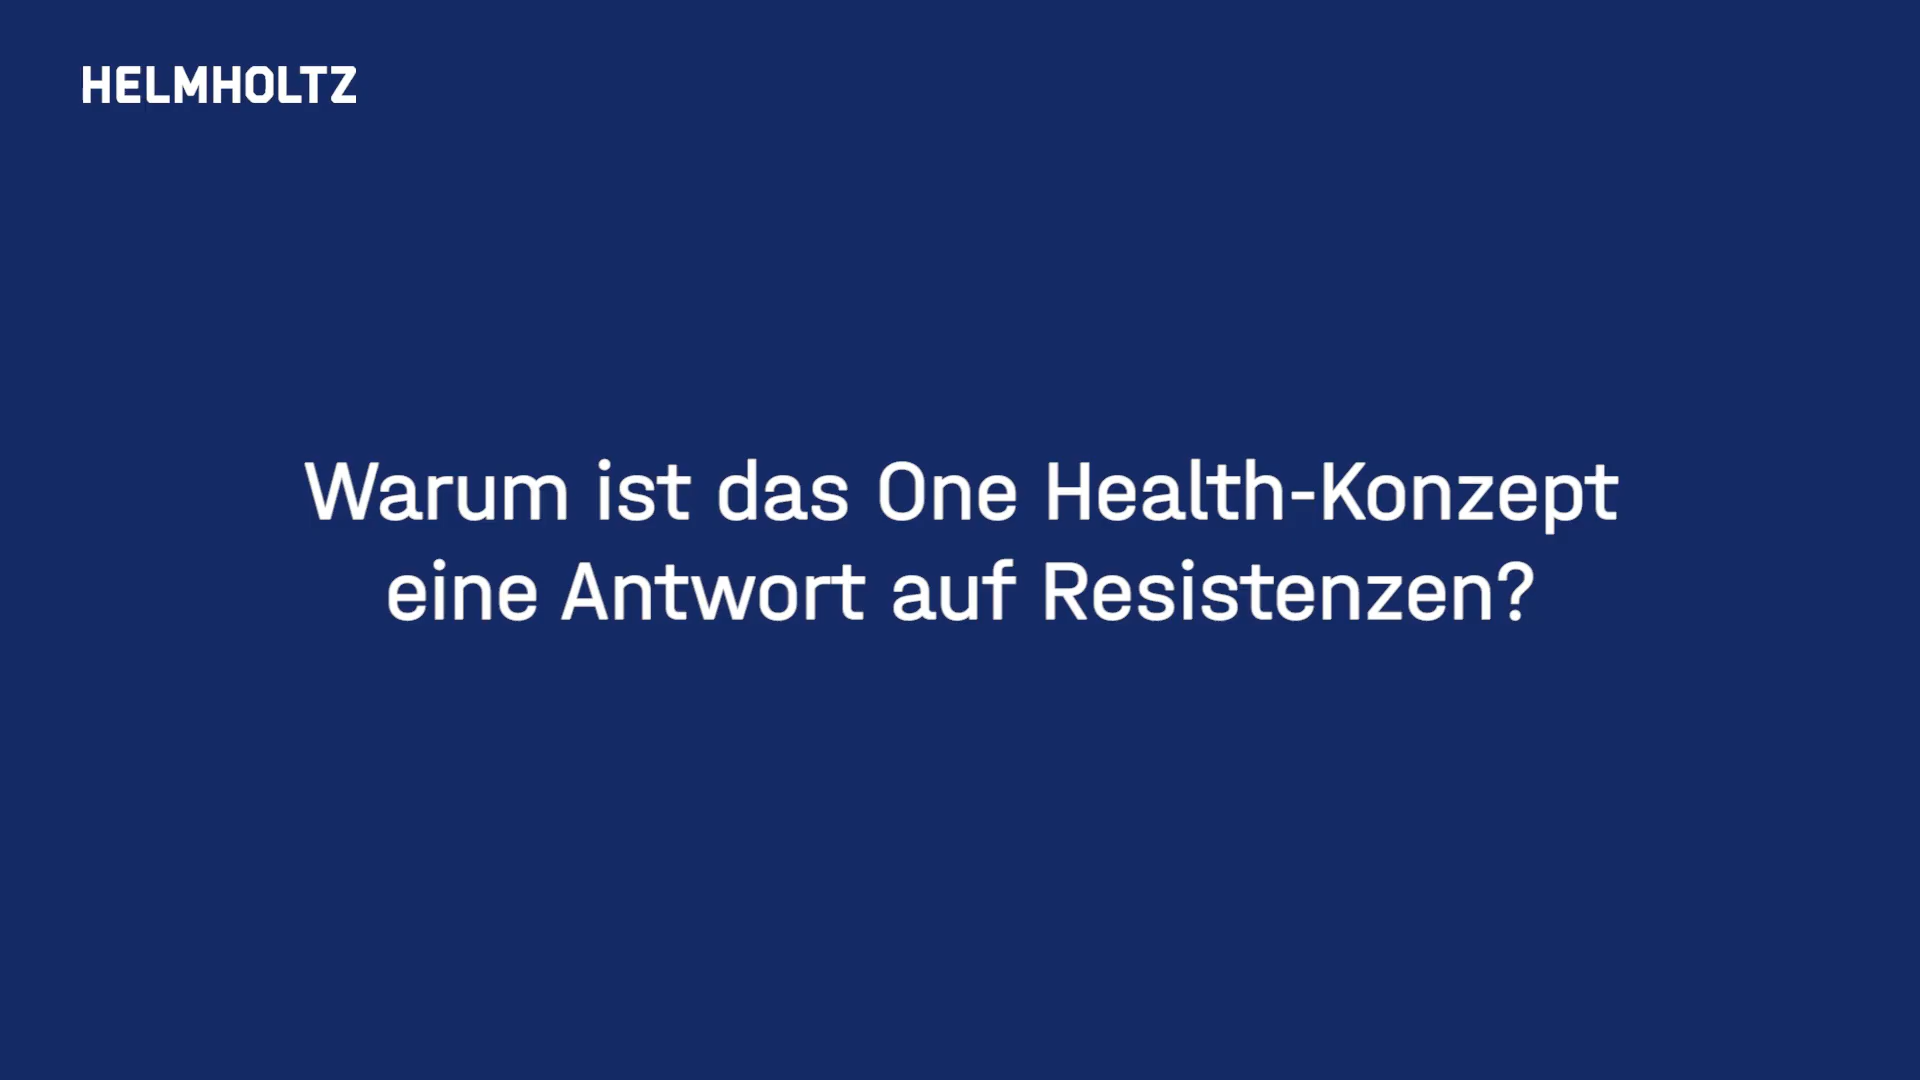 HELMHOLTZ
Warum ist das One Health-Konzept
eine Antwort auf Resistenzen?